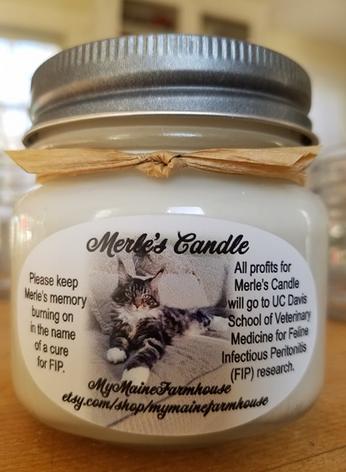 Merle's Candle
Please keep
Merle's memory
burning on
in the name
of a cure
for FIP.
All profits for
Merle's Candle
will go to UC Davis
School of Veterinary
Medicine for Feline
Infectious Peritonitis
(FIP) research.
MyMaineFarmhouse
etsy.com/shop/mymainefarmhouse